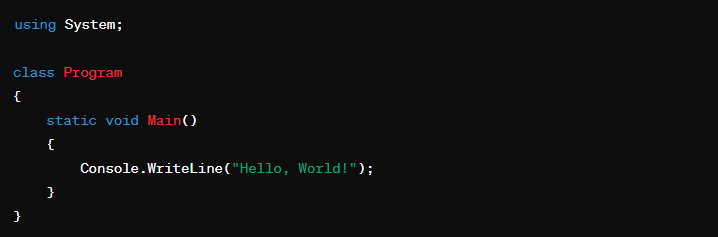 using System;

class Program
{
    static void Main()
    {
        Console.WriteLine("Hello, World!");
    }
}